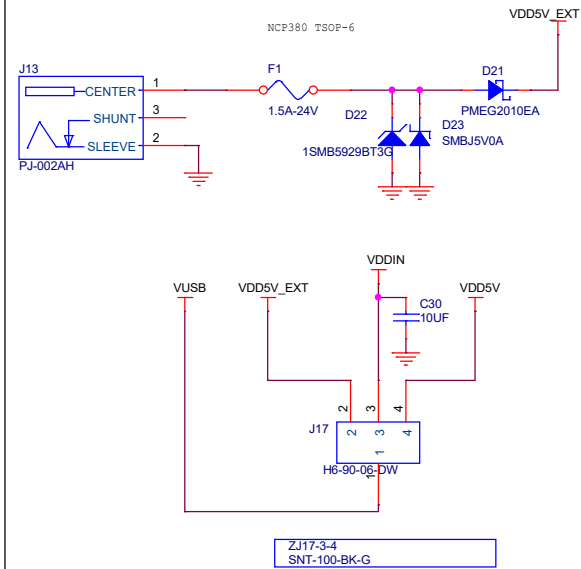 NCP380 TSOP-6
VDD5V_EXT
J13
CENTER
1
SHUNT
3
SLEEVE
2
PJ-002AH
F1
1.5A-24V
D21
PMEG2010EA
D22
1SMB5929BT3G
D23
SMBJ5V0A
VDDIN
VUSB
VDD5V_EXT
VDD5V
C30
10UF
2
3
4
J17
2
3
4
1
H6-90-06-DW
1
ZJ17-3-4
SNT-100-BK-G